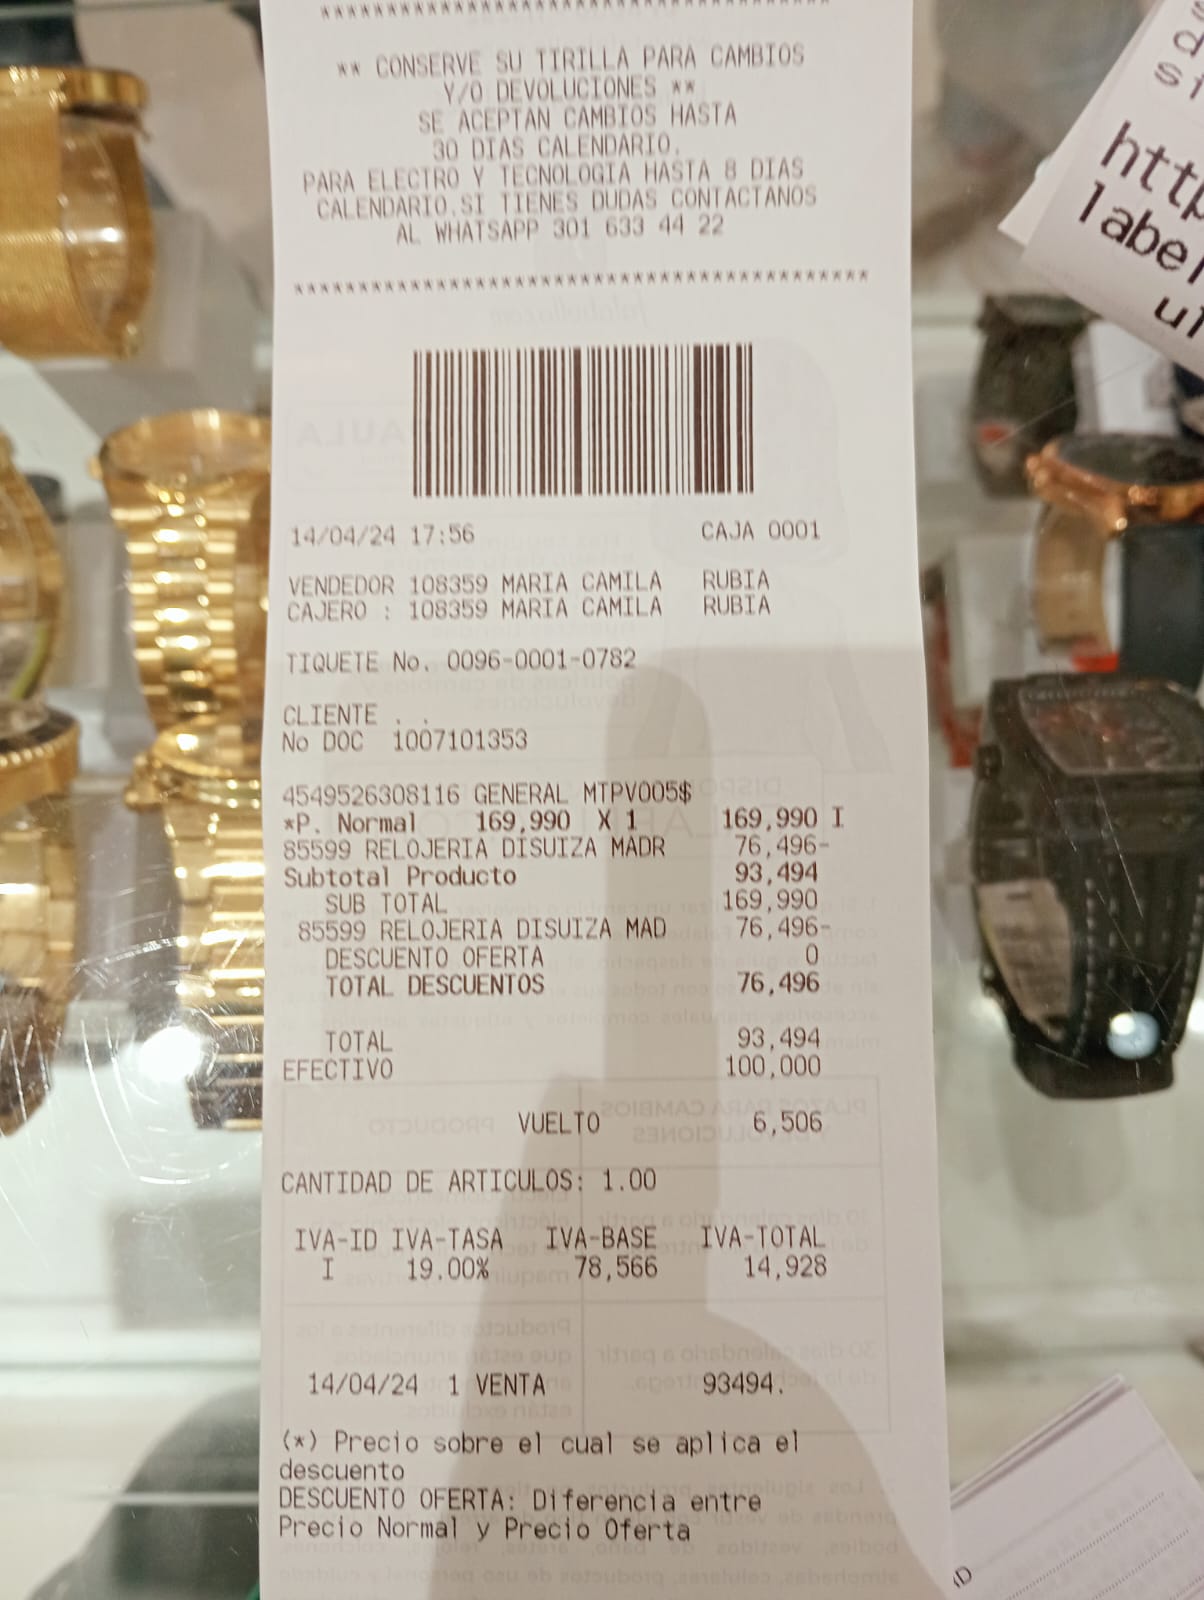 ****************************************
** CONSERVE SU TIRILLA PARA CAMBIOS
Y/O DEVOLUCIONES **
SE ACEPTAN CAMBIOS HASTA
30 DIAS CALENDARIO.
PARA ELECTRO Y TECNOLOGIA HASTA 8 DIAS
CALENDARIO.SI TIENES DUDAS CONTACTANOS
AL WHATSAPP 301 633 44 22
****************************************
14/04/24 17:56 CAJA 0001
VENDEDOR 108359 MARIA CAMILA RUBIA
CAJERO : 108359 MARIA CAMILA RUBIA
TIQUETE No. 0096-0001-0782
CLIENTE . .
No DOC 1007101353
4549526308116 GENERAL MTPV005$
*P. Normal 169,990 X 1 169,990 I
85599 RELOJERIA DISUIZA MADR 76,496-
Subtotal Producto 93,494
SUB TOTAL 169,990
85599 RELOJERIA DISUIZA MAD 76,496-
DESCUENTO OFERTA 0
TOTAL DESCUENTOS 76,496
TOTAL 93,494
EFECTIVO 100,000
VUELTO 6,506
CANTIDAD DE ARTICULOS: 1.00
IVA-ID IVA-TASA IVA-BASE IVA-TOTAL
I 19.00% 78,566 14,928
14/04/24 1 VENTA 93494.
(*) Precio sobre el cual se aplica el
descuento
DESCUENTO OFERTA: Diferencia entre
Precio Normal y Precio Oferta